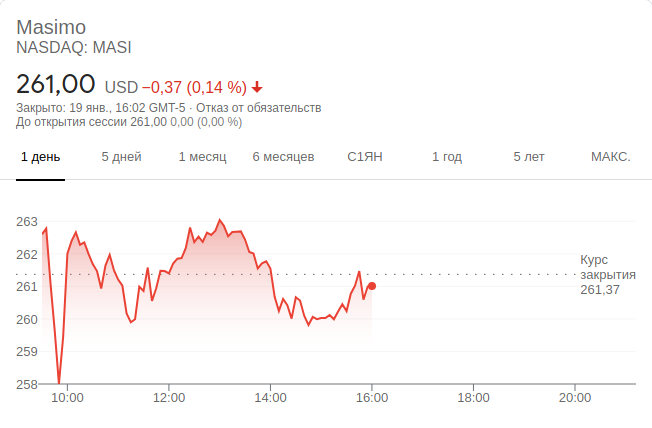 Masimo
NASDAQ: MASI
261,00 USD −0,37 (0,14 %)
Закрыто: 19 янв., 16:02 GMT-5 · Отказ от обязательств
До открытия сессии 261,00 0,00 (0,00 %)
1 день 5 дней 1 месяц 6 месяцев С1ЯН 1 год 5 лет МАКС.
263
262
261
260
259
258
Курс
закрытия
261,37
10:00 12:00 14:00 16:00 18:00 20:00